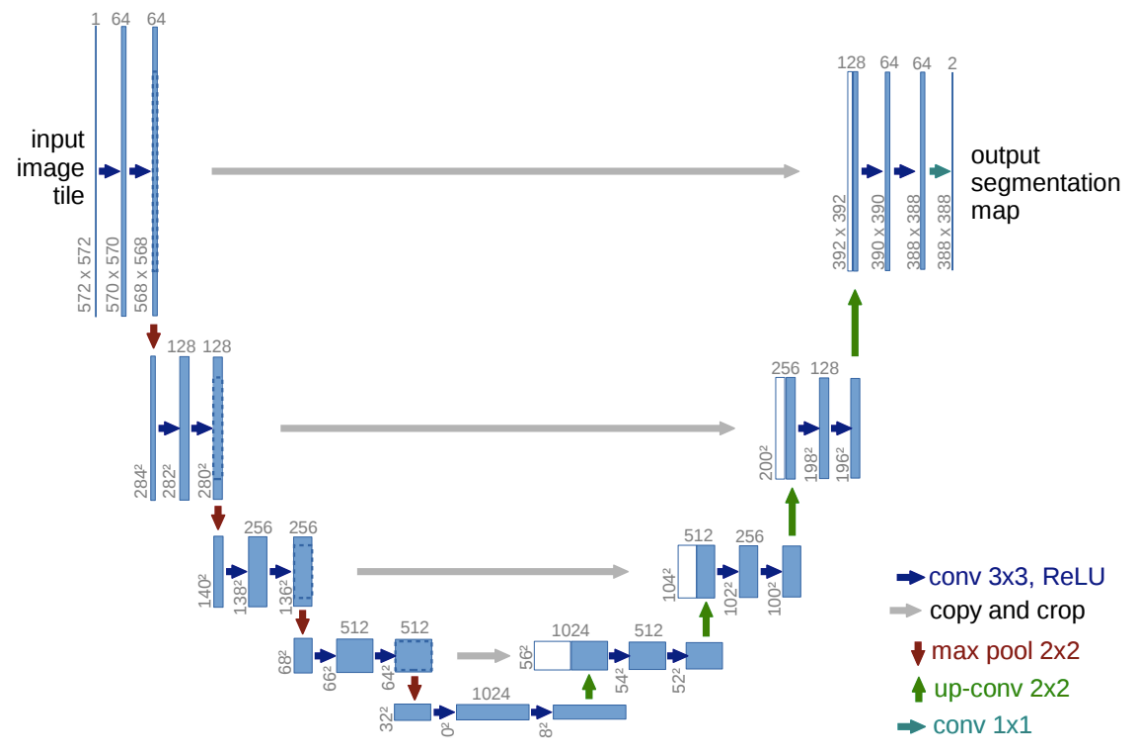 1 64 64
128 64 64 2
input
image
tile
output
segmentation
map
572 x 572
570 x 570
568 x 568
392 x 392
390 x 390
388 x 388
388 x 388
128 128
256 128
284²
282²
280²
200²
198²
196²
256 256
512 256
140²
138²
136²
104²
102²
100²
512 512
1024 512
68²
66²
64²
56²
54²
52²
1024
32²
0²
8²
conv 3x3, ReLU
copy and crop
max pool 2x2
up-conv 2x2
conv 1x1